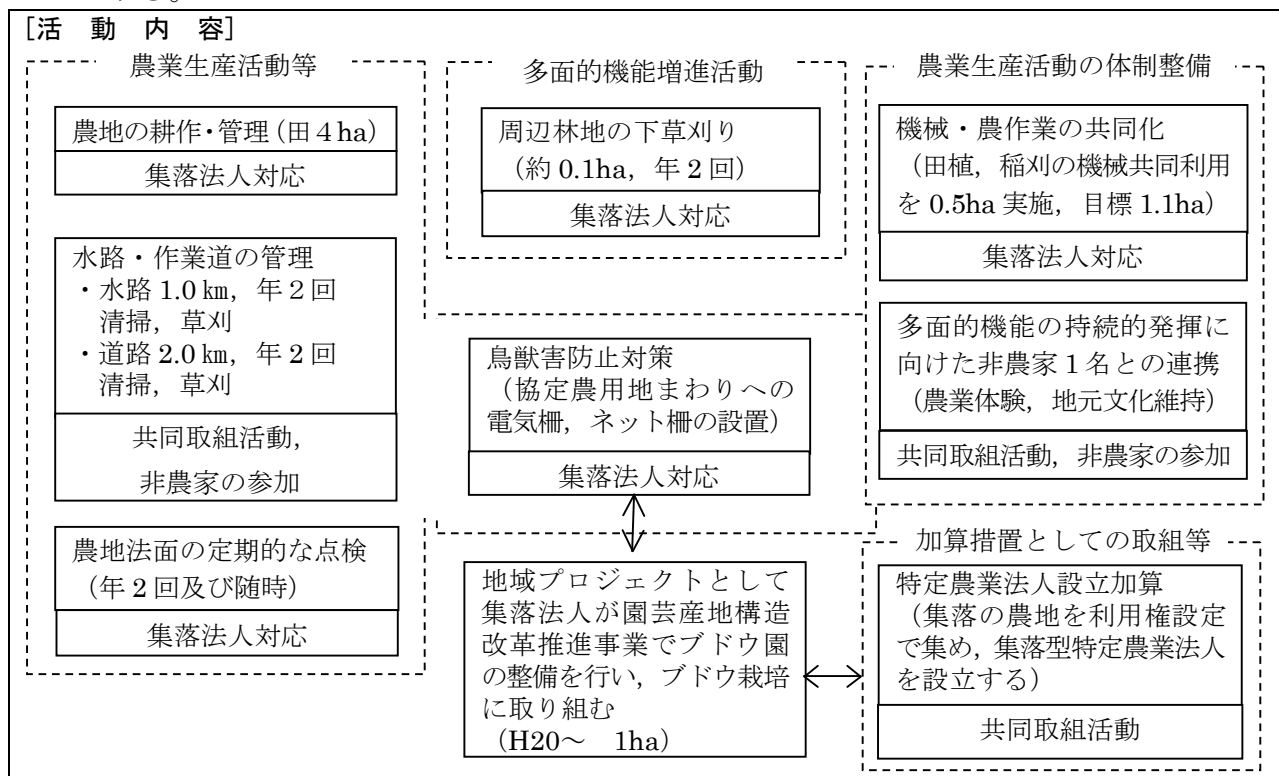 [活　動　内　容]
農業生産活動等
農地の耕作・管理（田４ha）
集落法人対応
水路・作業道の管理
・水路 1.0 ㎞，年２回
清掃，草刈
・道路 2.0 ㎞，年２回
清掃，草刈
共同取組活動，
非農家の参加
農地法面の定期的な点検
（年２回及び随時）
集落法人対応
多面的機能増進活動
周辺林地の下草刈り
（約 0.1ha，年２回）
集落法人対応
鳥獣害防止対策
（協定農用地まわりへの
電気柵，ネット柵の設置）
集落法人対応
地域プロジェクトとして
集落法人が園芸産地構造
改革推進事業でブドウ園
の整備を行い，ブドウ栽培
に取り組む
（H20～　1ha）
農業生産活動の体制整備
機械・農作業の共同化
（田植，稲刈の機械共同利用
を 0.5ha 実施，目標 1.1ha）
集落法人対応
多面的機能の持続的発揮に
向けた非農家１名との連携
（農業体験，地元文化維持）
共同取組活動，非農家の参加
加算措置としての取組等
特定農業法人設立加算
（集落の農地を利用権設定
で集め，集落型特定農業法人
を設立する）
共同取組活動